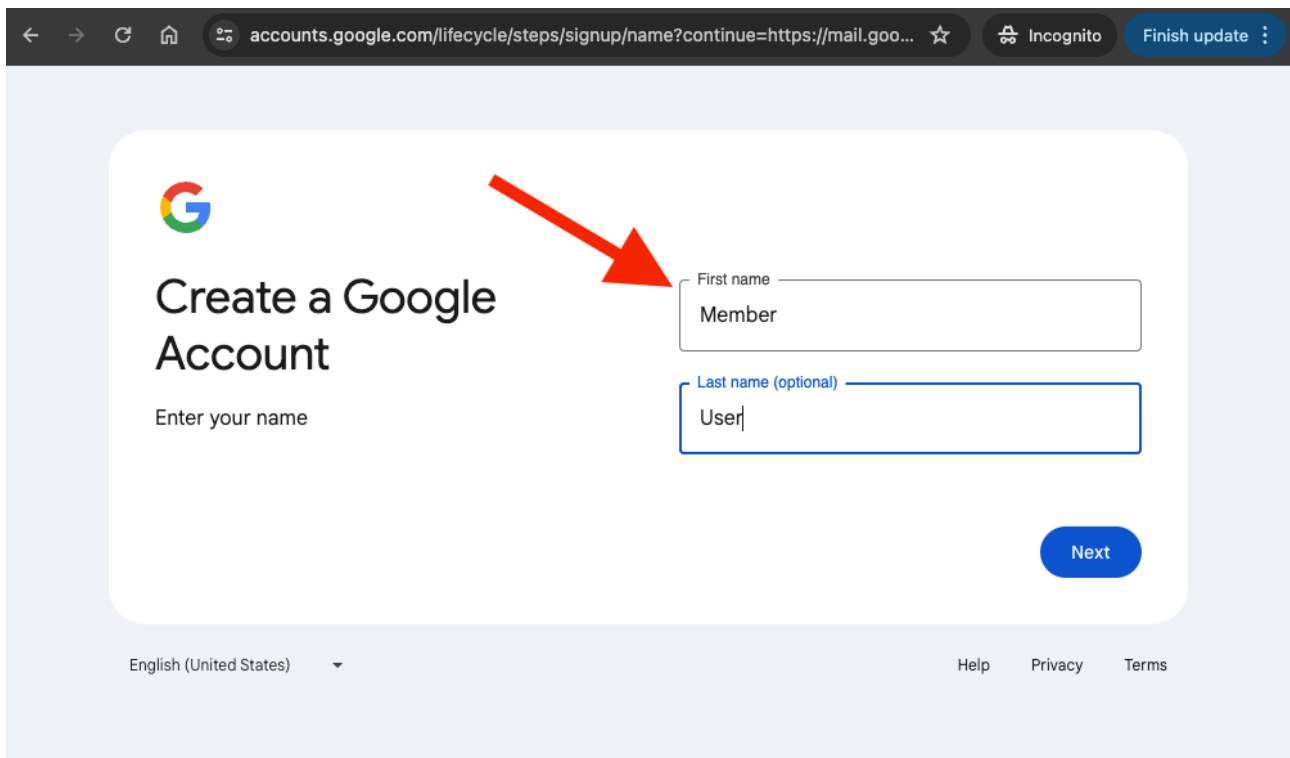 accounts.google.com/lifecycle/steps/signup/name?continue=https://mail.goo...
Incognito
Finish update
Create a Google
Account
Enter your name
First name
Member
Last name (optional)
User
Next
English (United States)
Help
Privacy
Terms